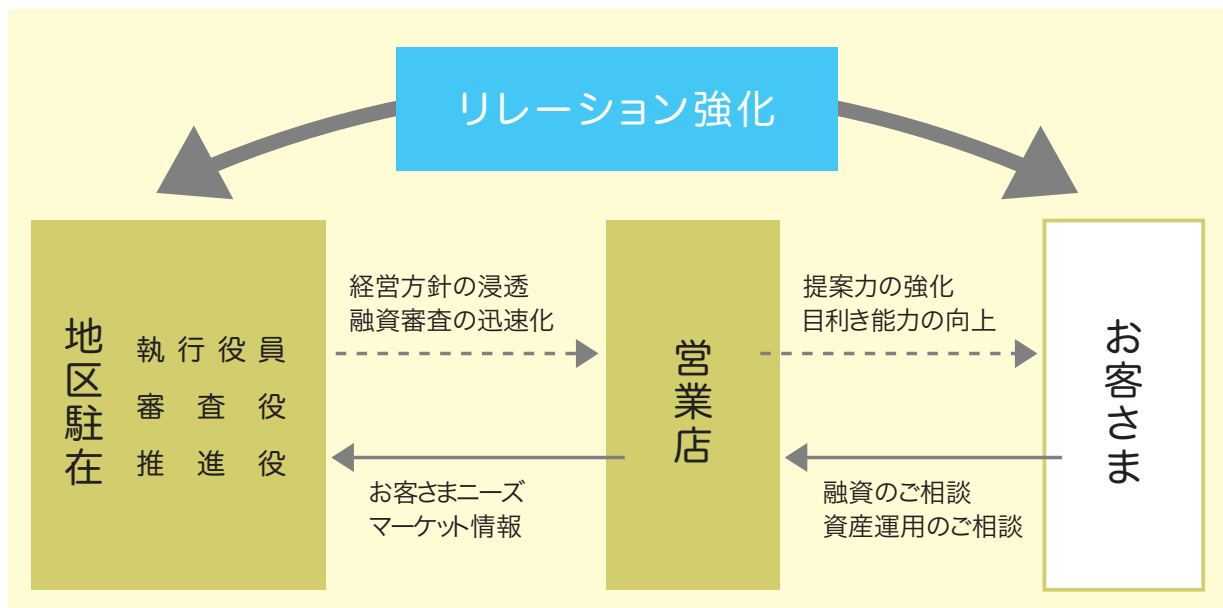 リレーション強化
地区駐在
執行役員
審査役
推進役
経営方針の浸透
融資審査の迅速化
お客さまニーズ
マーケット情報
営業店
提案力の強化
目利き能力の向上
融資のご相談
資産運用のご相談
お客さま